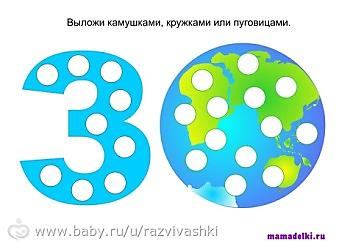 Выложи камушками, кружками или пуговицами.
З
mamadelki.ru
www.baby.ru/u/razvivashki